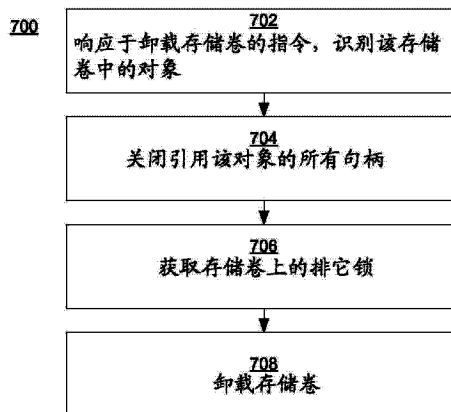 700
702
响应于卸载存储卷的指令，识别该存储
卷中的对象
704
关闭引用该对象的所有句柄
706
获取存储卷上的排它锁
708
卸载存储卷